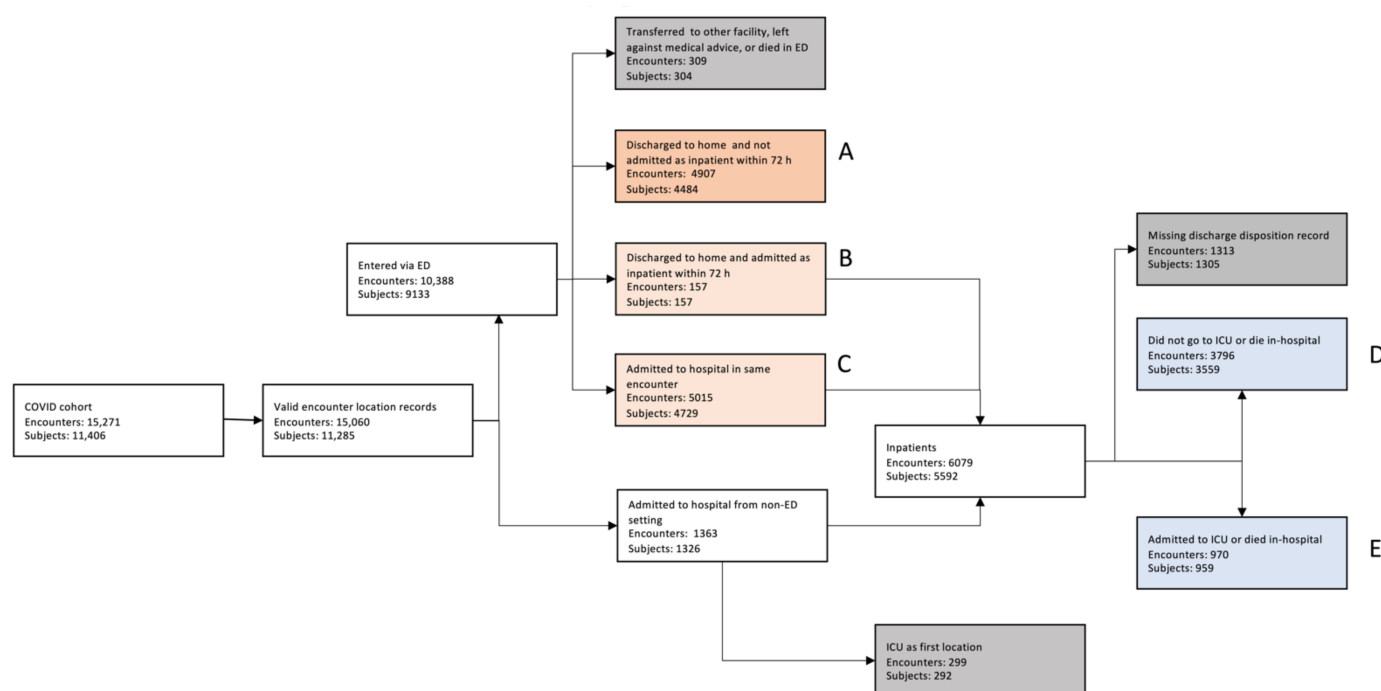 Transferred to other facility, left
against medical advice, or died in ED
Encounters: 309
Subjects: 304
Discharged to home and not
admitted as inpatient within 72 h
Encounters: 4907
Subjects: 4484
A
Discharged to home and admitted as
inpatient within 72 h
Encounters: 157
Subjects: 157
B
Admitted to hospital in same
encounter
Encounters: 5015
Subjects: 4729
C
Entered via ED
Encounters: 10,388
Subjects: 9133
COVID cohort
Encounters: 15,271
Subjects: 11,406
Valid encounter location records
Encounters: 15,060
Subjects: 11,285
Admitted to hospital from non-ED
setting
Encounters: 1363
Subjects: 1326
Inpatients
Encounters: 6079
Subjects: 5592
ICU as first location
Encounters: 299
Subjects: 292
Missing discharge disposition record
Encounters: 1313
Subjects: 1305
Did not go to ICU or die in-hospital
Encounters: 3796
Subjects: 3559
D
Admitted to ICU or died in-hospital
Encounters: 970
Subjects: 959
E